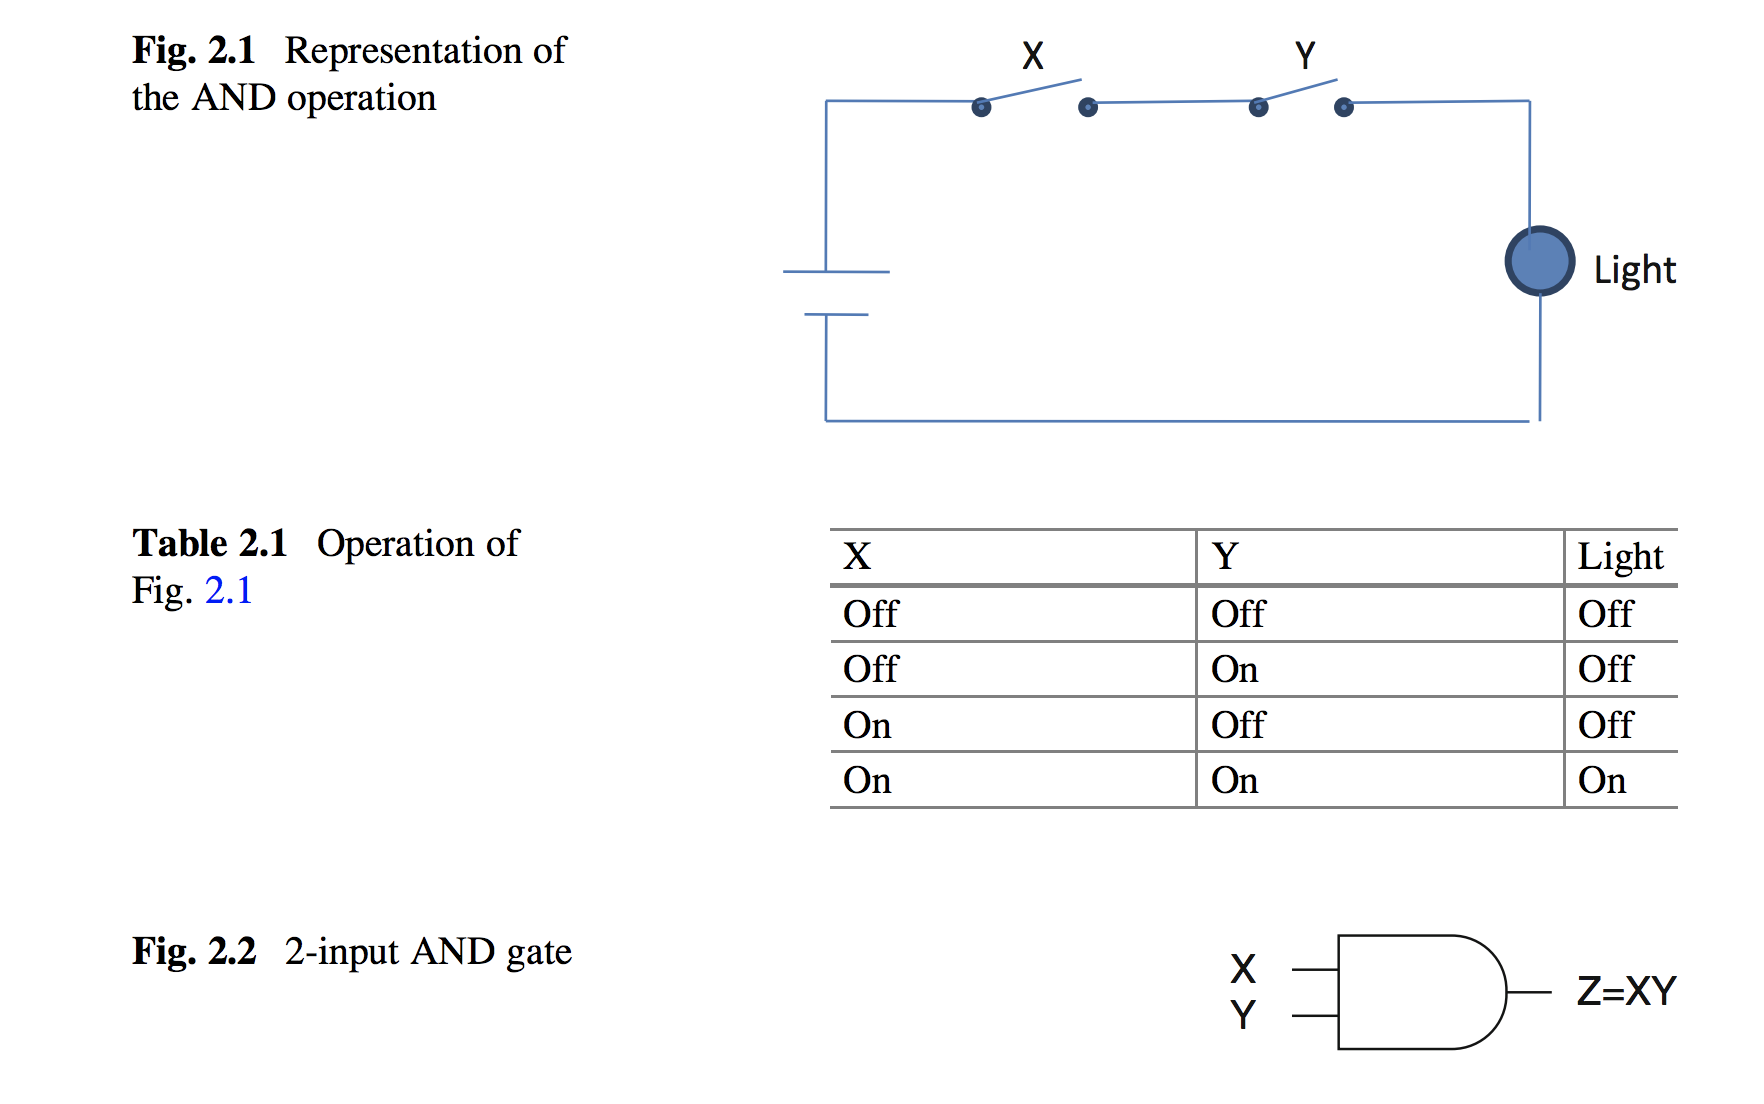 Fig. 2.1 Representation of
the AND operation
X Y
Light
Table 2.1 Operation of
Fig. 2.1
X Y Light
Off Off Off
Off On Off
On Off Off
On On On
Fig. 2.2 2-input AND gate
X
Y
Z=XY